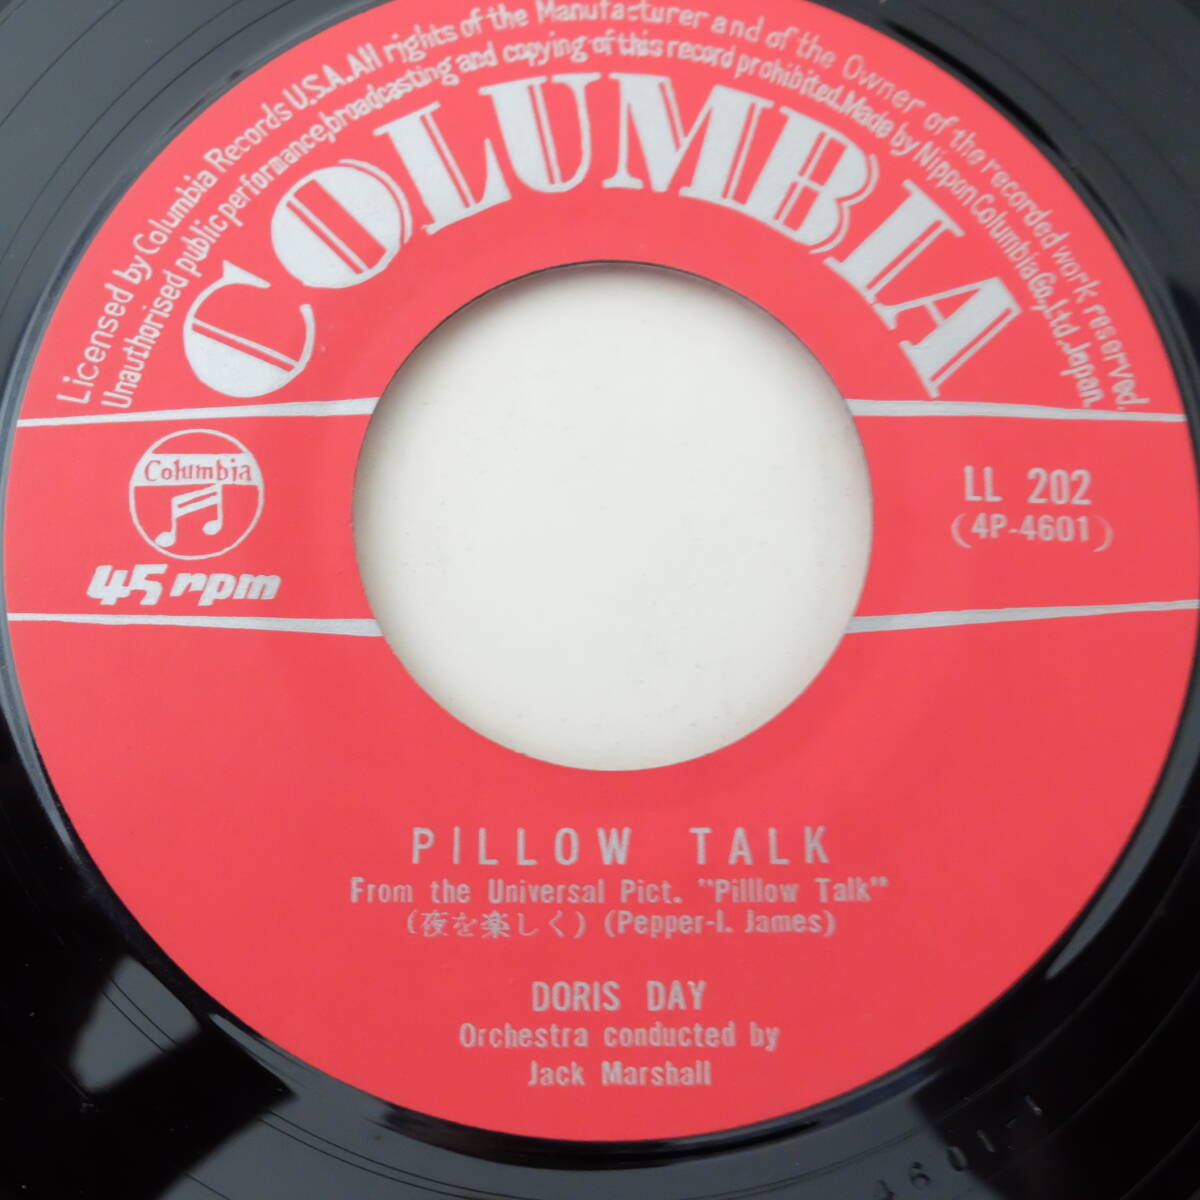 Licensed by Columbia Records U.S.A. All rights of the Manufacturer and of the Owner of the recorded work reserved.
Unauthorised public performance, broadcasting and copying of this record prohibited. Made by Nippon Columbia Co., Ltd. Japan.
COLUMBIA
Columbia
45 rpm
LL 202
(4P-4601)
PILLOW TALK
From the Universal Pict. "Pilllow Talk"
(夜を楽しく) (Pepper-I. James)
DORIS DAY
Orchestra conducted by
Jack Marshall